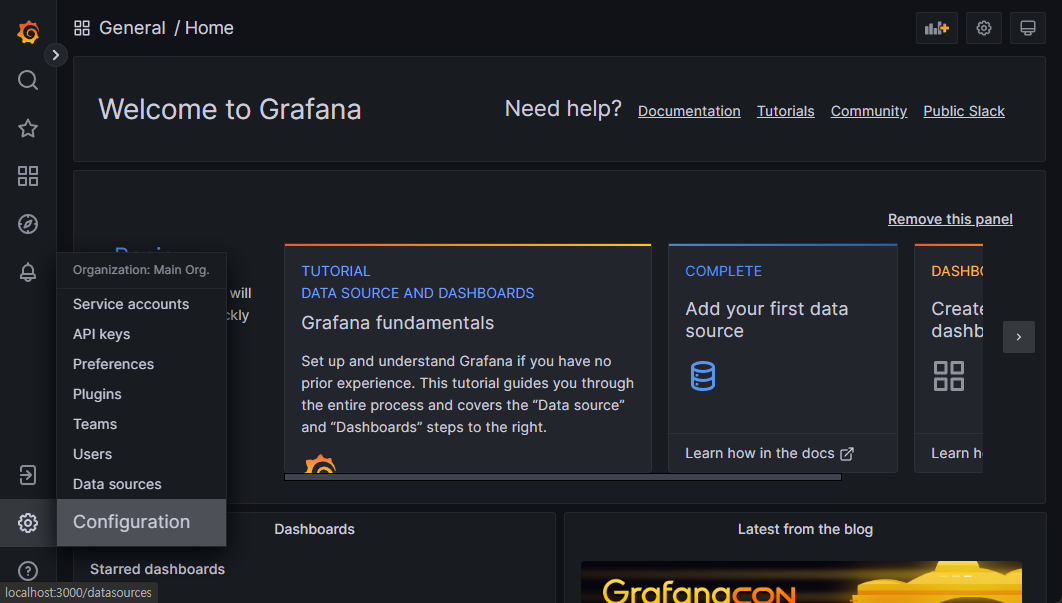 General / Home
Welcome to Grafana
Need help?
Documentation
Tutorials
Community
Public Slack
Remove this panel
will
ckly
TUTORIAL
DATA SOURCE AND DASHBOARDS
Grafana fundamentals
Set up and understand Grafana if you have no
prior experience. This tutorial guides you through
the entire process and covers the “Data source”
and “Dashboards” steps to the right.
COMPLETE
Add your first data
source
Learn how in the docs
DASHBO
Create
dashb
Learn h
Organization: Main Org.
Service accounts
API keys
Preferences
Plugins
Teams
Users
Data sources
Configuration
Dashboards
Starred dashboards
Latest from the blog
GrafanaCON
localhost:3000/datasources